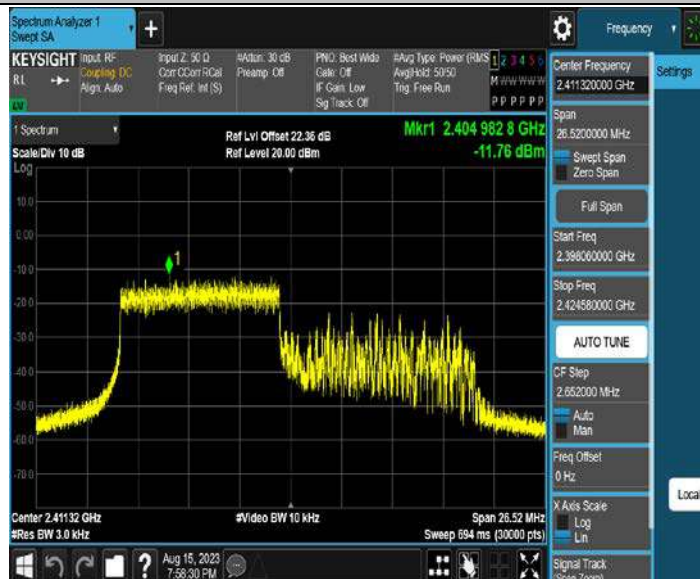 Spectrum Analyzer 1
Swept SA
+
Frequency
KEYSIGHT
RL
Input: RF
Coupling: DC
Align: Auto
Input Z: 50 Ω
Corr CCorr RCal
Freq Ref: Int (S)
#Atten: 30 dB
Preamp: Off
PNO: Best Wide
Gate: Off
IF Gain: Low
Sig Track: Off
#Avg Type: Power (RMS
Avg|Hold: 50/50
Trig: Free Run
1 2 3 4 5 6
M W W W W W
P P P P P P
1 Spectrum
Scale/Div 10 dB
Log
Ref Lvl Offset 22.36 dB
Ref Level 20.00 dBm
Mkr1 2.404 982 8 GHz
-11.76 dBm
1
10.0
0.00
-10.0
-20.0
-30.0
-40.0
-50.0
-60.0
-70.0
Center 2.41132 GHz
#Res BW 3.0 kHz
#Video BW 10 kHz
Span 26.52 MHz
Sweep 694 ms (30000 pts)
Aug 15, 2023
7:58:30 PM
?
Center Frequency
2.411320000 GHz
Settings
Span
26.5200000 MHz
Swept Span
Zero Span
Full Span
Start Freq
2.398060000 GHz
Stop Freq
2.424580000 GHz
AUTO TUNE
CF Step
2.652000 MHz
Auto
Man
Freq Offset
0 Hz
X Axis Scale
Log
Lin
Local
Signal Track
(Span Zoom)